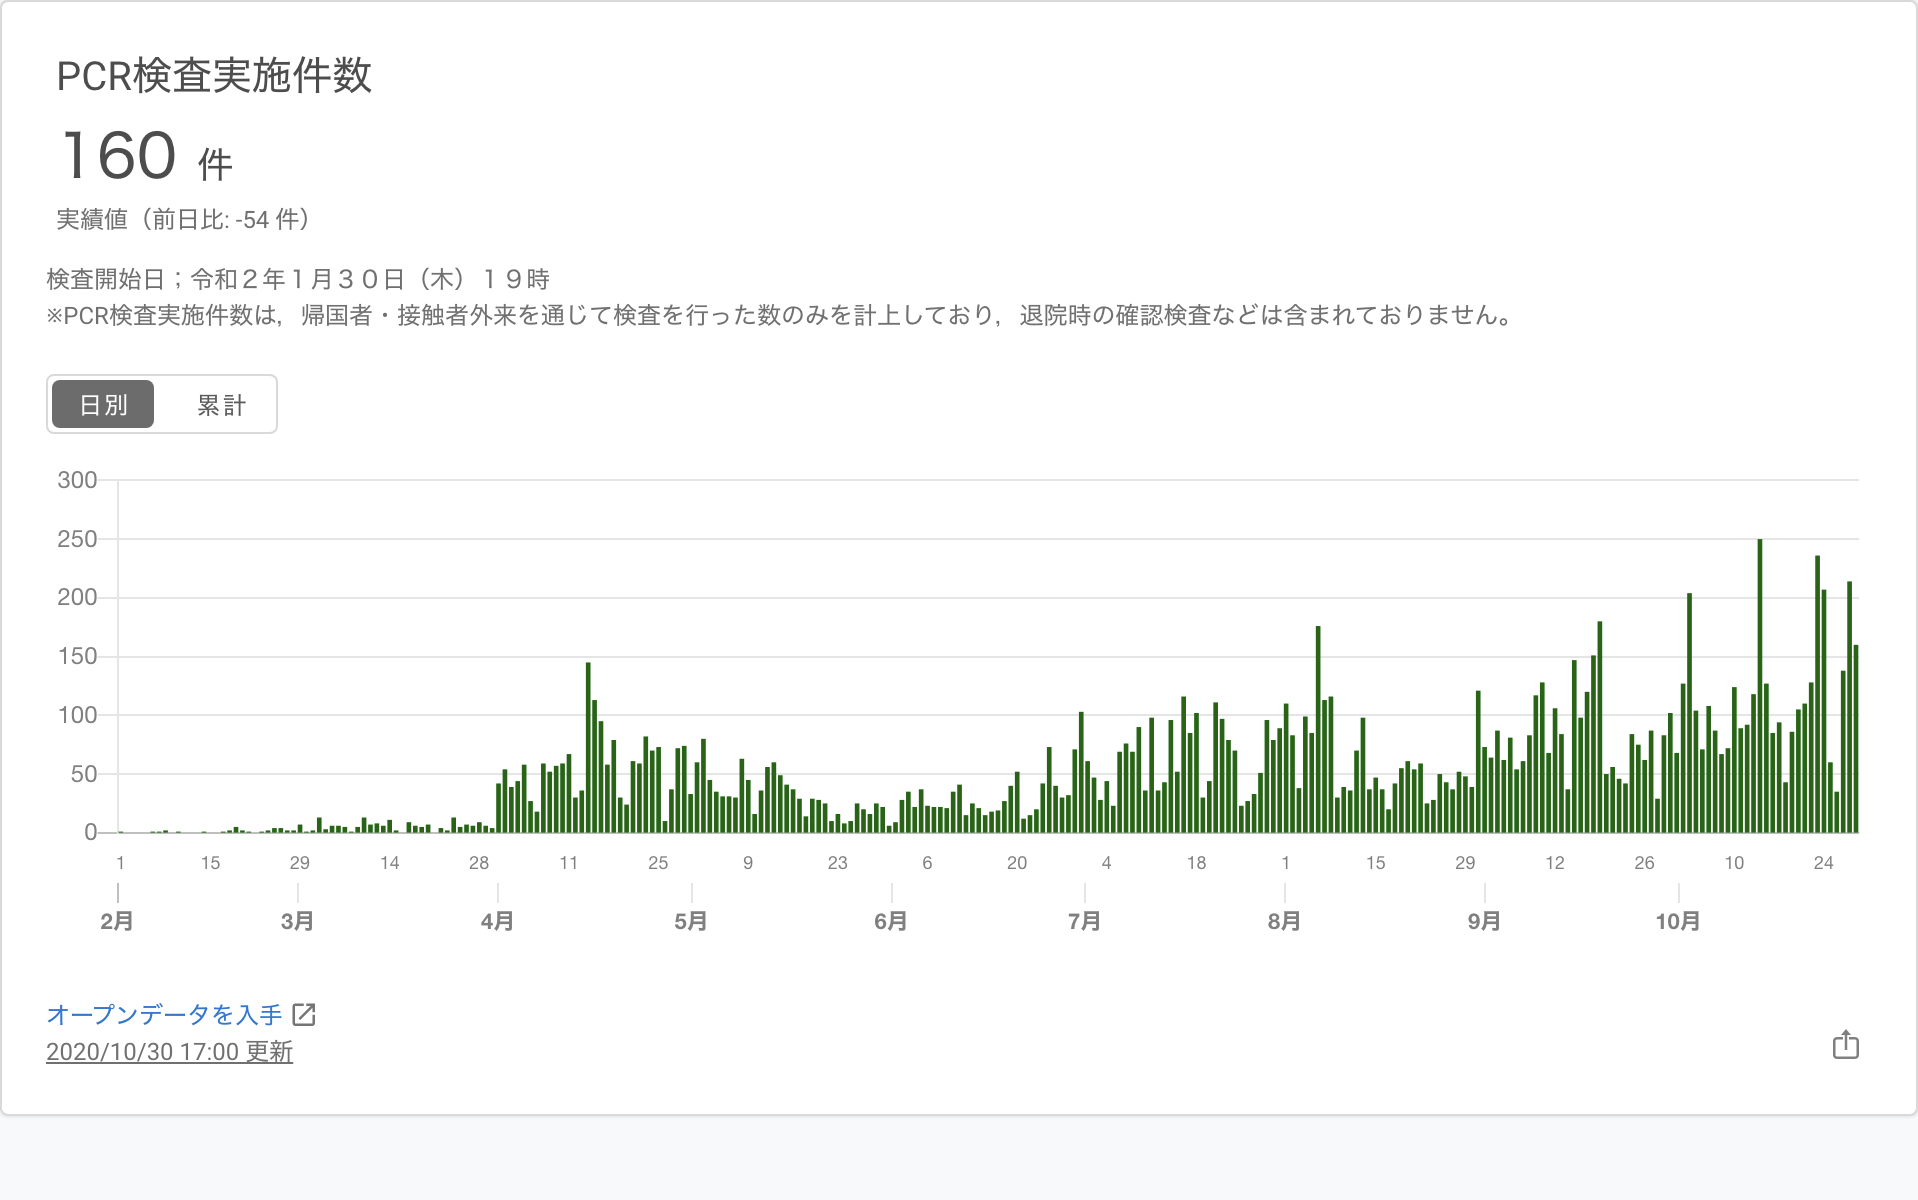 PCR検査実施件数
160 件
実績値（前日比: -54 件）
検査開始日；令和２年１月３０日（木）１９時
※PCR検査実施件数は，帰国者・接触者外来を通じて検査を行った数のみを計上しており，退院時の確認検査などは含まれておりません。
日別 累計
300
250
200
150
100
50
0
1 15 29 14 28 11 25 9 23 6 20 4 18 1 15 29 12 26 10 24
2月 3月 4月 5月 6月 7月 8月 9月 10月
オープンデータを入手
2020/10/30 17:00 更新